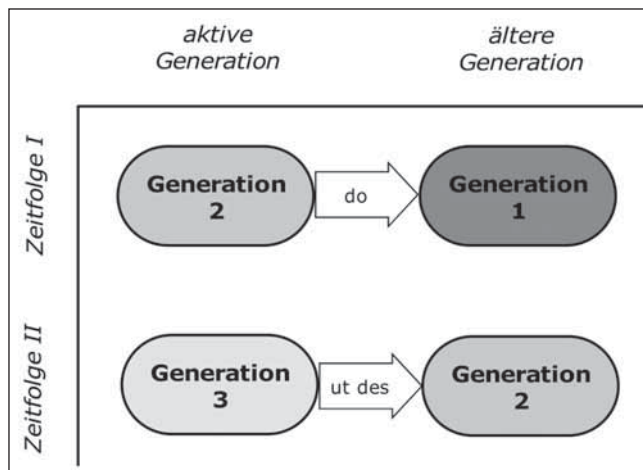 aktive
Generation
ältere
Generation
Zeitfolge I
Generation
2
do
Generation
1
Zeitfolge II
Generation
3
ut des
Generation
2